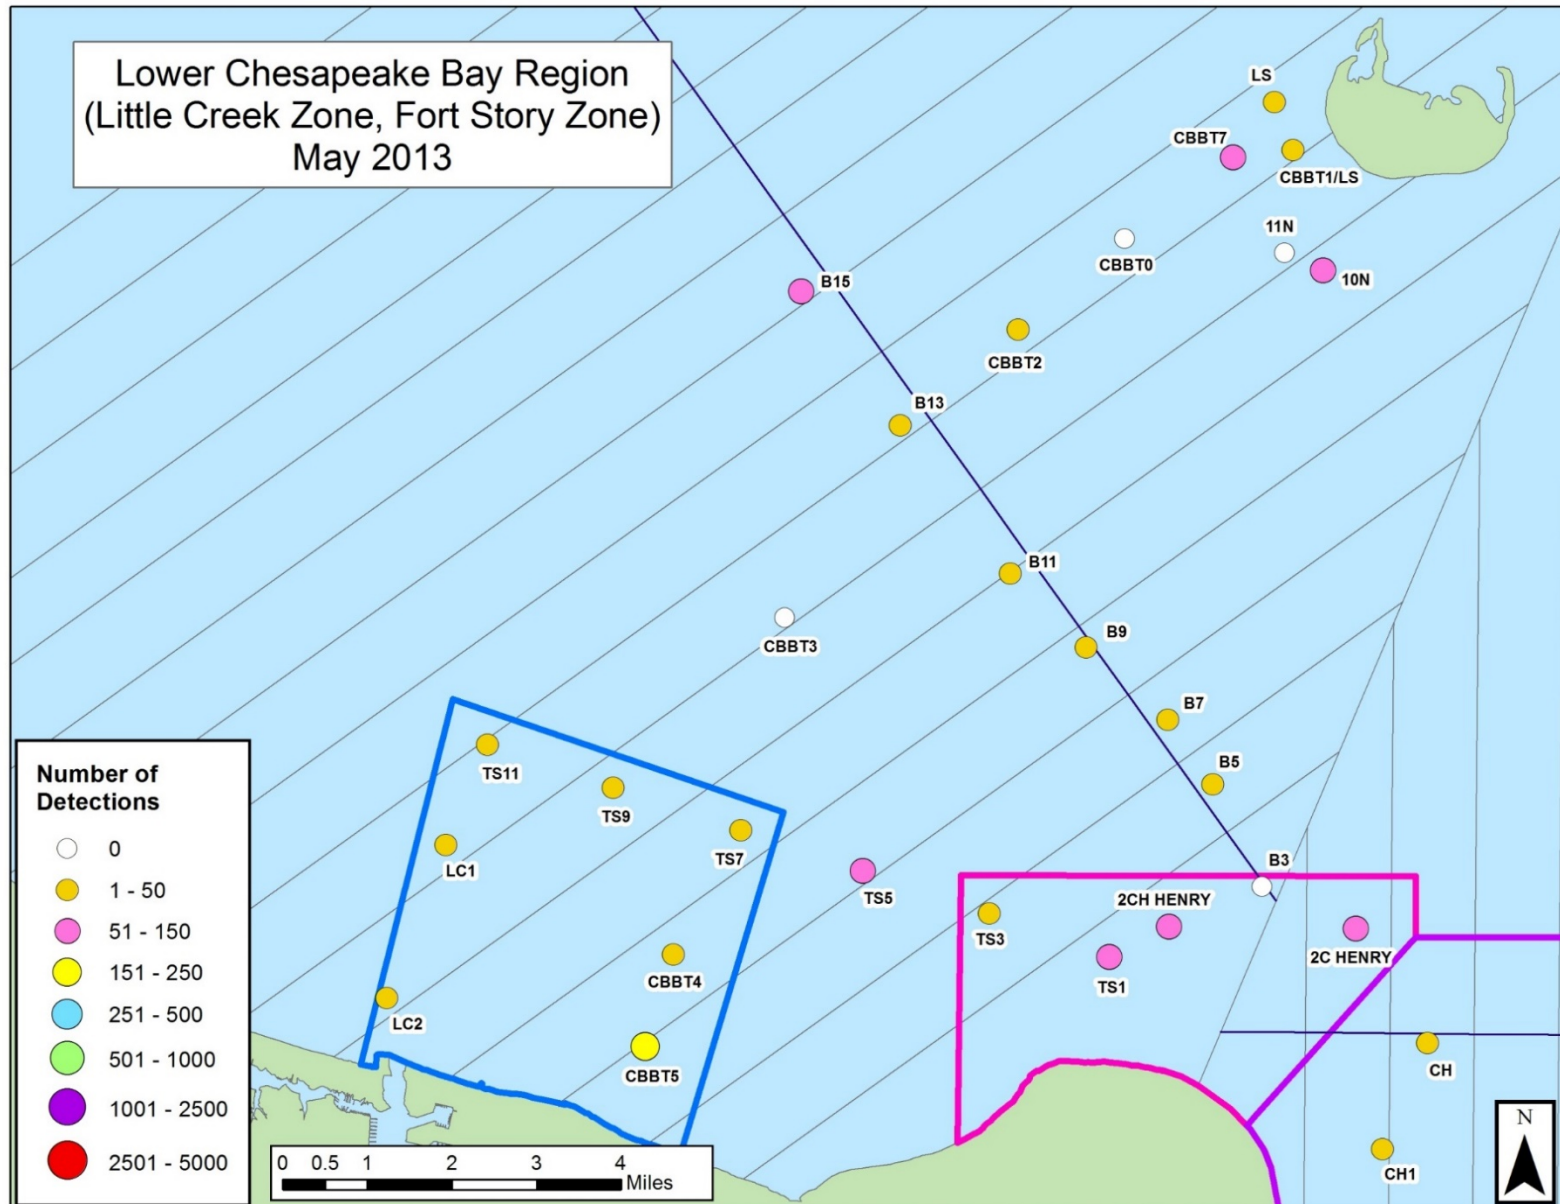 Lower Chesapeake Bay Region
(Little Creek Zone, Fort Story Zone)
May 2013
LS
CBBT7
CBBT1/LS
11N
CBBT0
10N
B15
CBBT2
B13
B11
CBBT3
B9
B7
B5
TS11
TS9
TS7
LC1
B3
TS5
2CH HENRY
TS3
2C HENRY
TS1
CBBT4
LC2
CH
CBBT5
CH1
Number of
Detections
0
1 - 50
51 - 150
151 - 250
251 - 500
501 - 1000
1001 - 2500
2501 - 5000
0 0.5 1 2 3 4
Miles
N